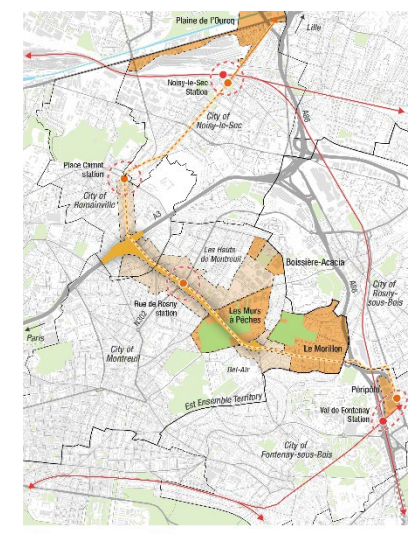 Plaine de l'Ourcq
Lille
Noisy-le-Sec
Station
A86
City of
Noisy-le-Sec
Place Carnot
station
City of
Romainville
A3
Les Hauts
de Montreuil
Boissière-Acacia
A86
City of
Rosny-
sous-Bois
Rue de Rosny
station
N302
Les Murs
à Pêches
Paris
City of
Montreuil
Le Morillon
Bel-Air
Péripole
Est Ensemble Territory
Val de Fontenay
Station
City of
Fontenay-sous-Bois